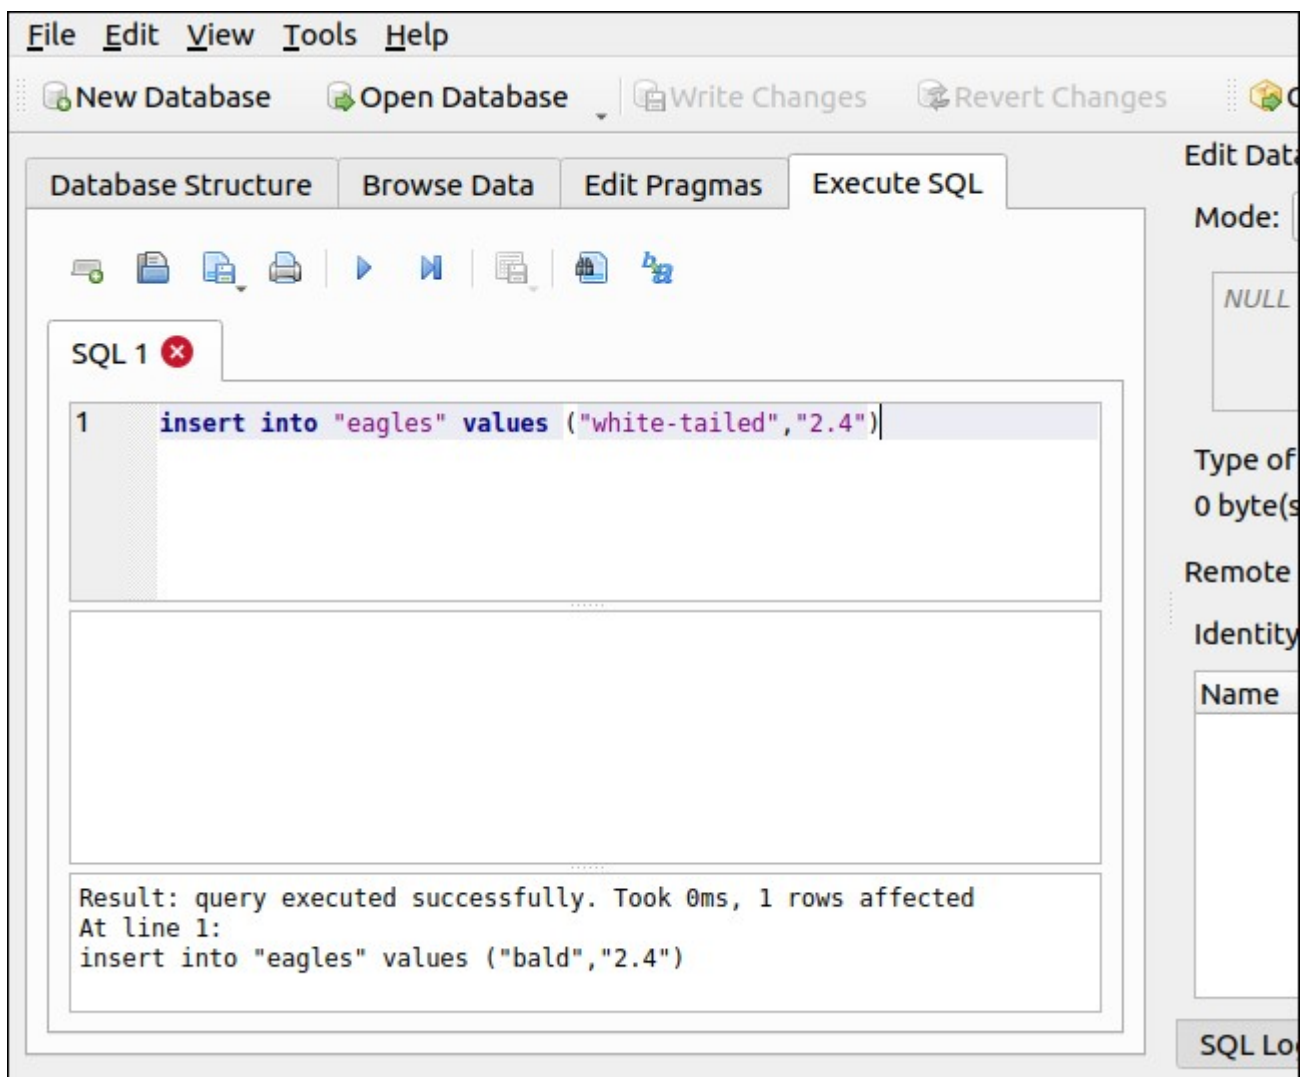 File Edit View Tools Help
New Database Open Database Write Changes Revert Changes
Database Structure Browse Data Edit Pragmas Execute SQL
SQL 1
1 insert into "eagles" values ("white-tailed","2.4")
Result: query executed successfully. Took 0ms, 1 rows affected
At line 1:
insert into "eagles" values ("bald","2.4")
Edit
Mode:
NULL
Type of
0
Remote
Identity
Name
SQL